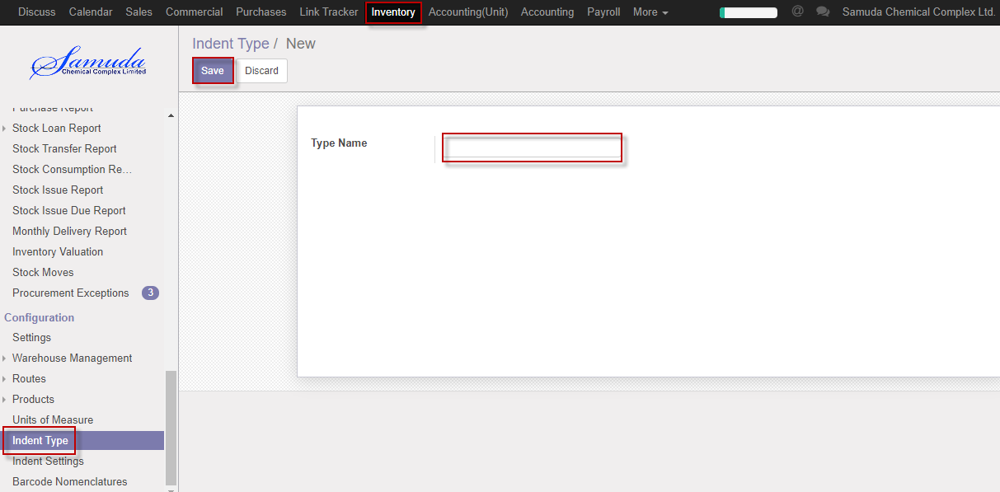 Discuss Calendar Sales Commercial Purchases Link Tracker Inventory Accounting(Unit) Accounting Payroll More @ Samuda Chemical Complex Ltd.
Samuda
Chemical Complex Limited
Indent Type / New
Save Discard
Purchase Report
Stock Loan Report
Stock Transfer Report
Stock Consumption Re...
Stock Issue Report
Stock Issue Due Report
Monthly Delivery Report
Inventory Valuation
Stock Moves
Procurement Exceptions 3
Configuration
Settings
Warehouse Management
Routes
Products
Units of Measure
Indent Type
Indent Settings
Barcode Nomenclatures
Type Name